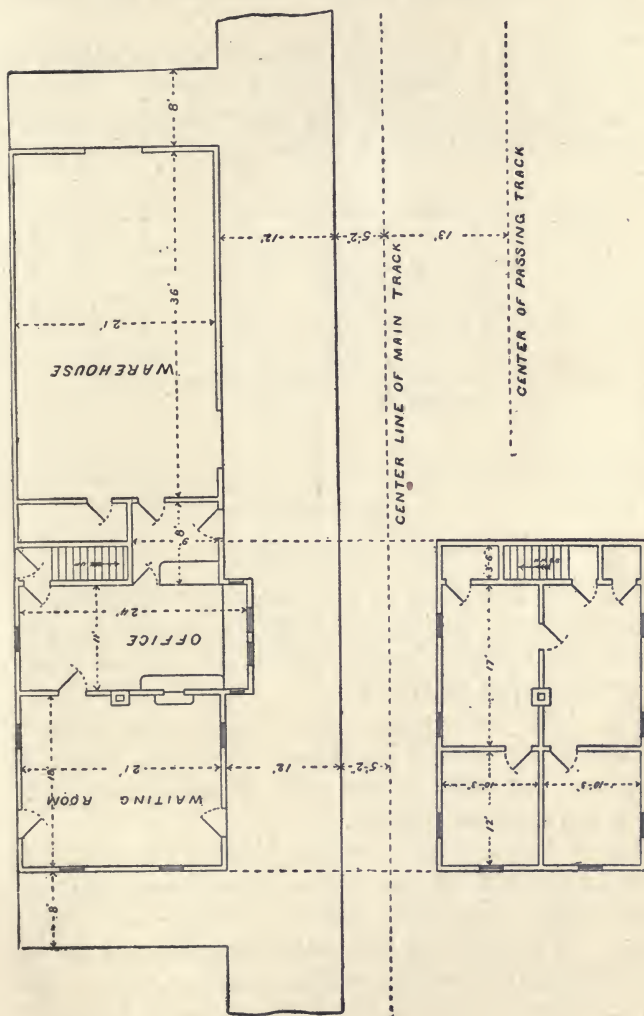 8'
36'
21'
WAREHOUSE
12'
5'-2"
13'
CENTER LINE OF MAIN TRACK
CENTER OF PASSING TRACK
8'
9'
UP
24'
11'
OFFICE
21'
WAITING
ROOM
12'
5'-2"
8'
3'-6"
17'
12'
10'-3"
10'-3"